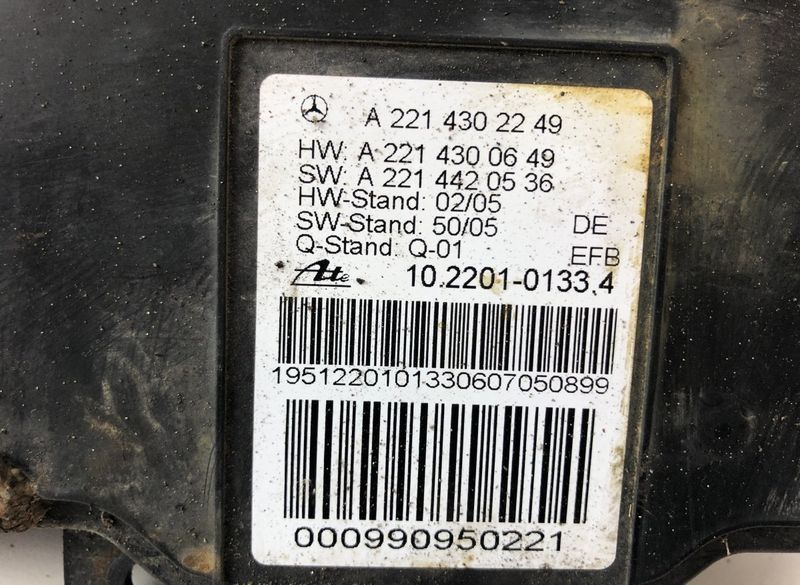 A 221 430 22 49
HW: A 221 430 06 49
SW: A 221 442 05 36
HW-Stand: 02/05
SW-Stand: 50/05 DE
Q-Stand: Q-01 EFB
Ate 10.2201-0133.4
1951220101330607050899
000990950221